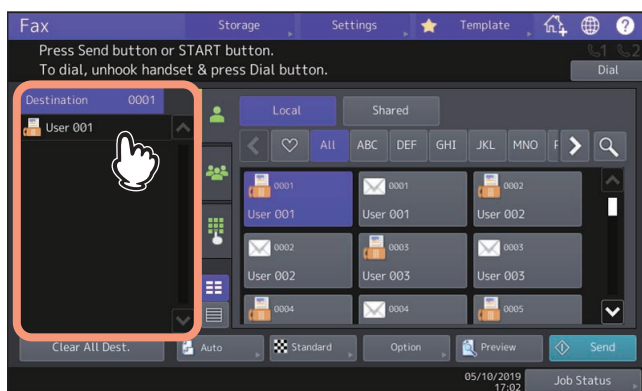 Fax Storage Settings Template ?
Press Send button or START button. 1 2
To dial, unhook handset & press Dial button.
Dial
Destination 0001
User 001
Local Shared
All ABC DEF GHI JKL MNO
0001 0001 0002
User 001 User 001 User 002
0002 0003 0003
User 002 User 003 User 003
0004 0004 0005
Clear All Dest. Auto Standard Option Preview Send
05/10/2019
17:02
Job Status